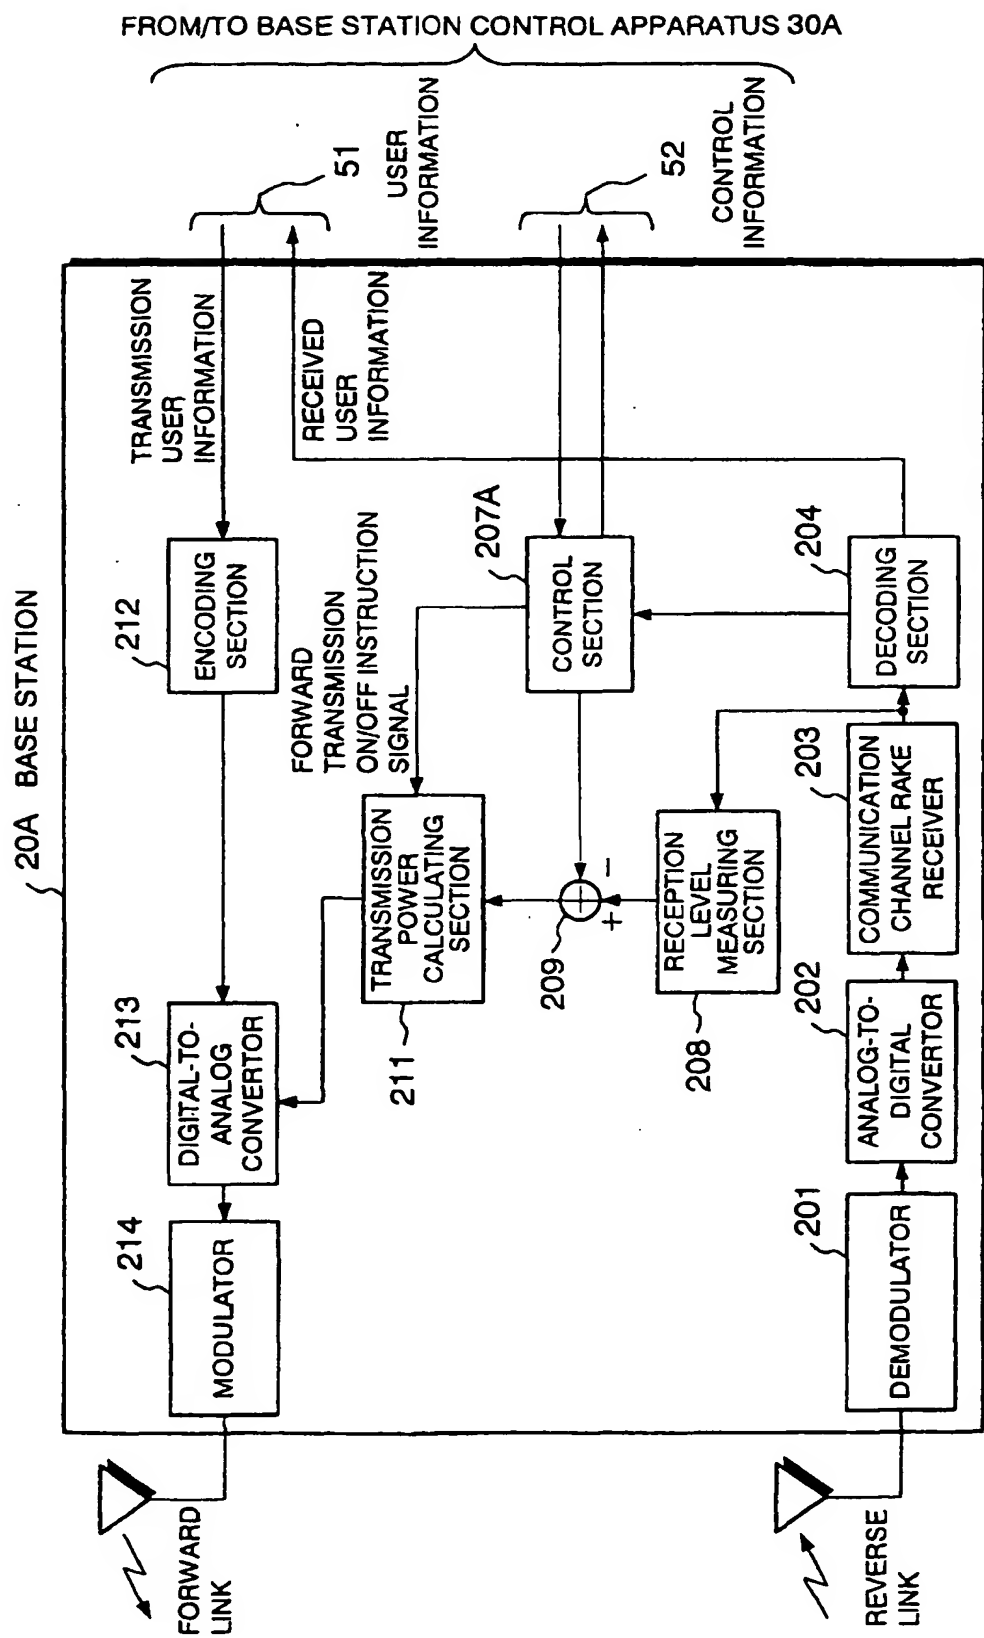 FROM/TO BASE STATION CONTROL APPARATUS 30A
20A BASE STATION
51
USER
INFORMATION
52
CONTROL
INFORMATION
TRANSMISSION
USER
INFORMATION
RECEIVED
USER
INFORMATION
212
ENCODING
SECTION
213
DIGITAL-TO-
ANALOG
CONVERTOR
214
MODULATOR
FORWARD
LINK
FORWARD
TRANSMISSION
ON/OFF INSTRUCTION
SIGNAL
207A
CONTROL
SECTION
211
TRANSMISSION
POWER
CALCULATING
SECTION
209
+
−
+
208
RECEPTION
LEVEL
MEASURING
SECTION
204
DECODING
SECTION
203
COMMUNICATION
CHANNEL RAKE
RECEIVER
202
ANALOG-TO-
DIGITAL
CONVERTOR
201
DEMODULATOR
REVERSE
LINK